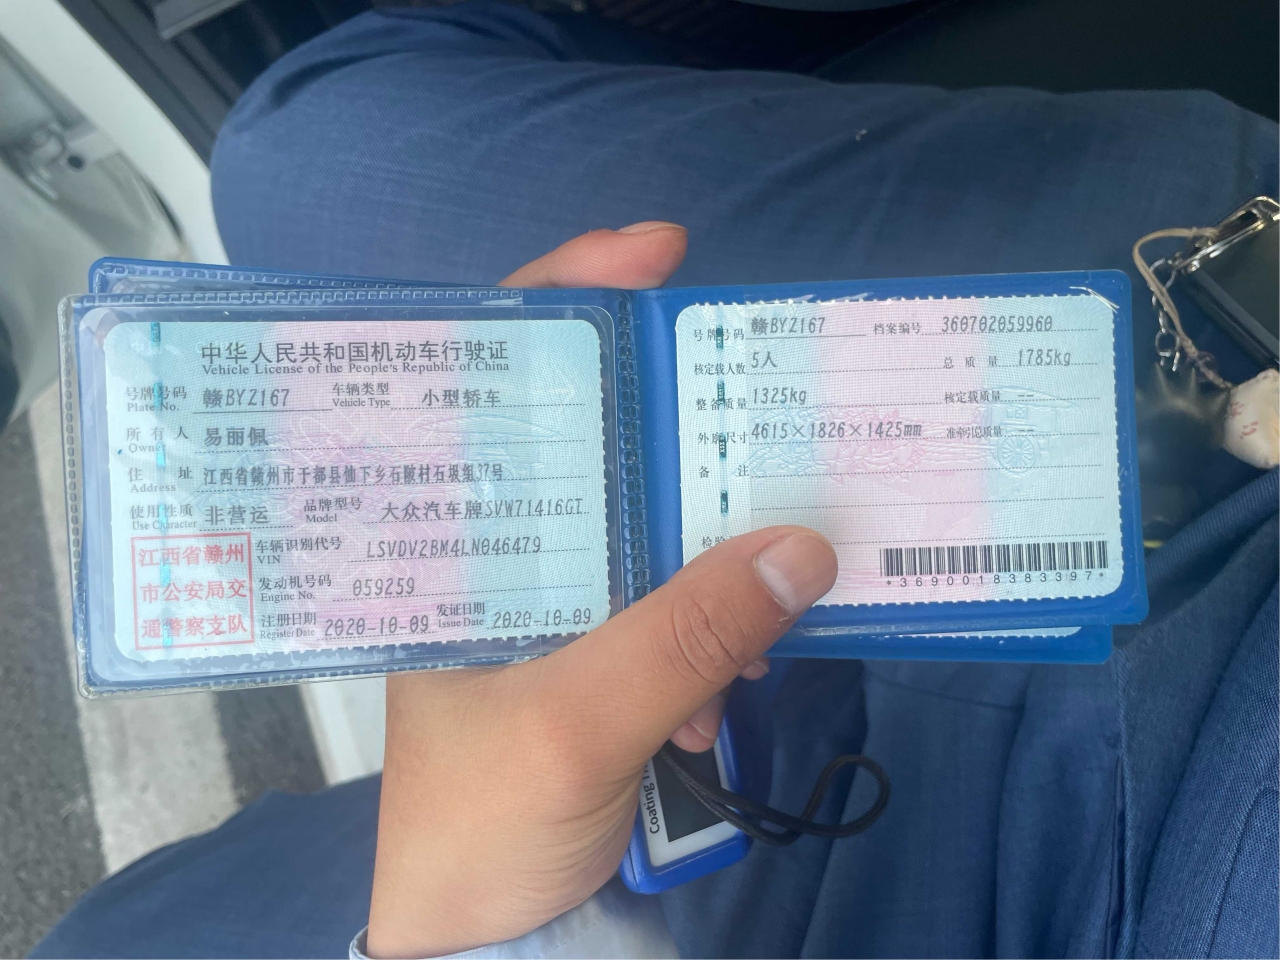 中华人民共和国机动车行驶证
Vehicle License of the People's Republic of China
号牌号码 赣BYZ167 车辆类型 小型轿车
Plate No. Vehicle Type
所有人 易丽佩
Owner
住址 江西省赣州市于都县仙下乡石陂村石坝组37号
Address
使用性质 非营运 品牌型号 大众汽车牌SVW71416GT
Use Character Model
江西省赣州
市公安局交
通警察支队
车辆识别代号 LSVDV2BM4LN046479
VIN
发动机号码 059259
Engine No.
注册日期 2020-10-09 发证日期 2020-10-09
Register Date Issue Date
号牌号码 赣BYZ167 档案编号 360702059960
核定载人数 5人 总质量 1785kg
整备质量 1325kg 核定载质量 --
外廓尺寸 4615×1826×1425mm 准牵引总质量 --
备注
检验
*3690018383397*
Coating